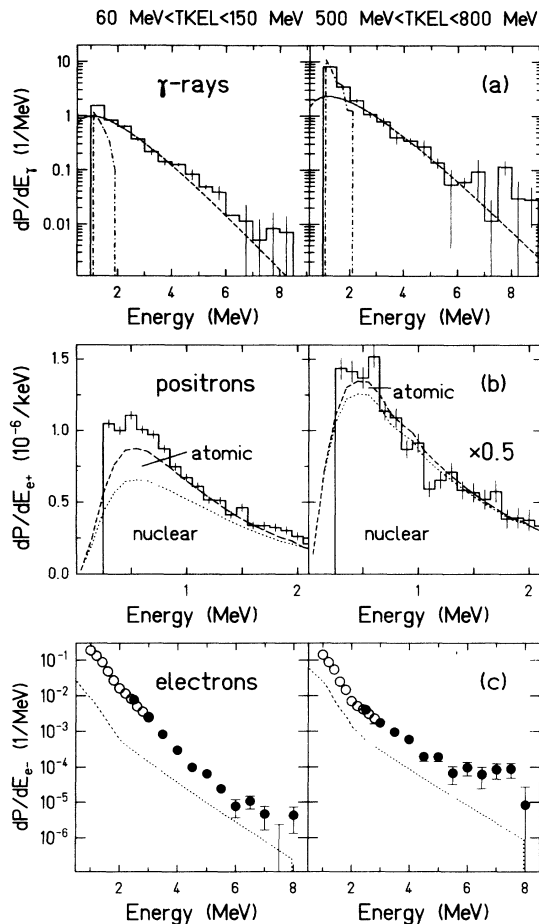 60 MeV<TKEL<150 MeV 500 MeV<TKEL<800 MeV
γ-rays (a)
dP/dEγ (1/MeV)
10
1
0.1
0.01
2 4 6 8 2 4 6 8
Energy (MeV) Energy (MeV)
positrons (b)
atomic
atomic
×0.5
nuclear nuclear
dP/dEe+ (10⁻⁶/keV)
1.5
1.0
0.5
0.0
1 2 1 2
Energy (MeV) Energy (MeV)
electrons (c)
dP/dEe- (1/MeV)
10⁻¹
10⁻²
10⁻³
10⁻⁴
10⁻⁵
10⁻⁶
2 4 6 8 2 4 6 8
Energy (MeV) Energy (MeV)